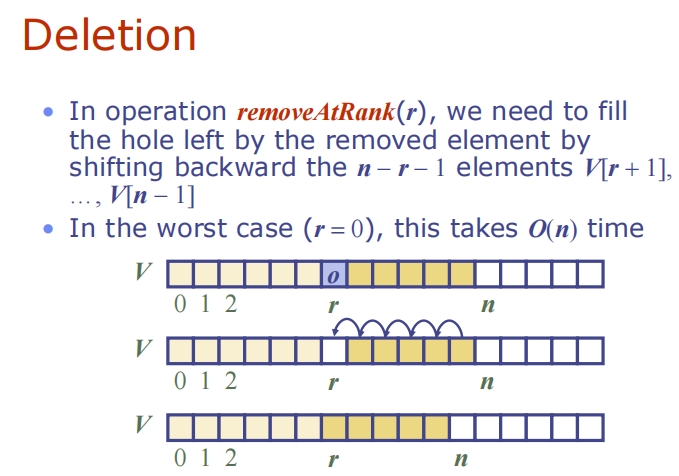 Deletion
• In operation removeAtRank(r), we need to fill
the hole left by the removed element by
shifting backward the n – r – 1 elements V[r + 1],
…, V[n – 1]
• In the worst case (r = 0), this takes O(n) time
V o
0 1 2 r n
V
0 1 2 r n
V
0 1 2 r n